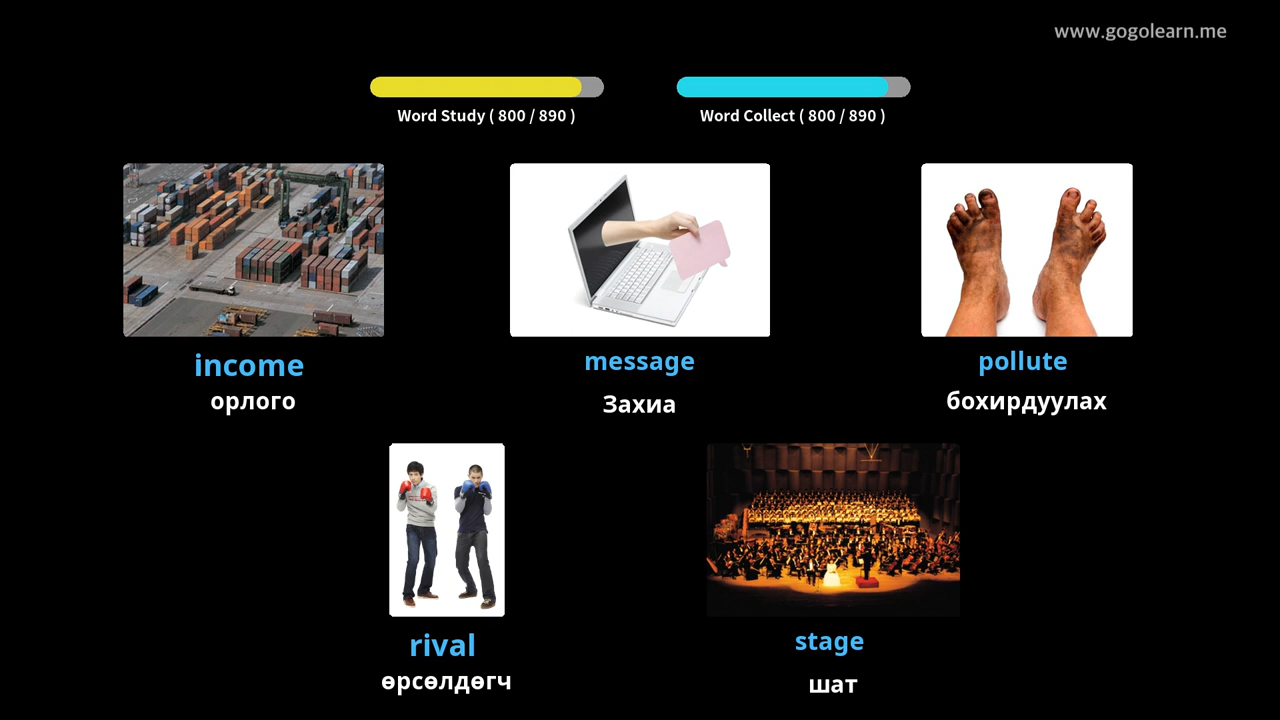 www.gogolearn.me
Word Study ( 800 / 890 )
Word Collect ( 800 / 890 )
income
орлого
message
Захиа
pollute
бохирдуулах
rival
өрсөлдөгч
stage
шат